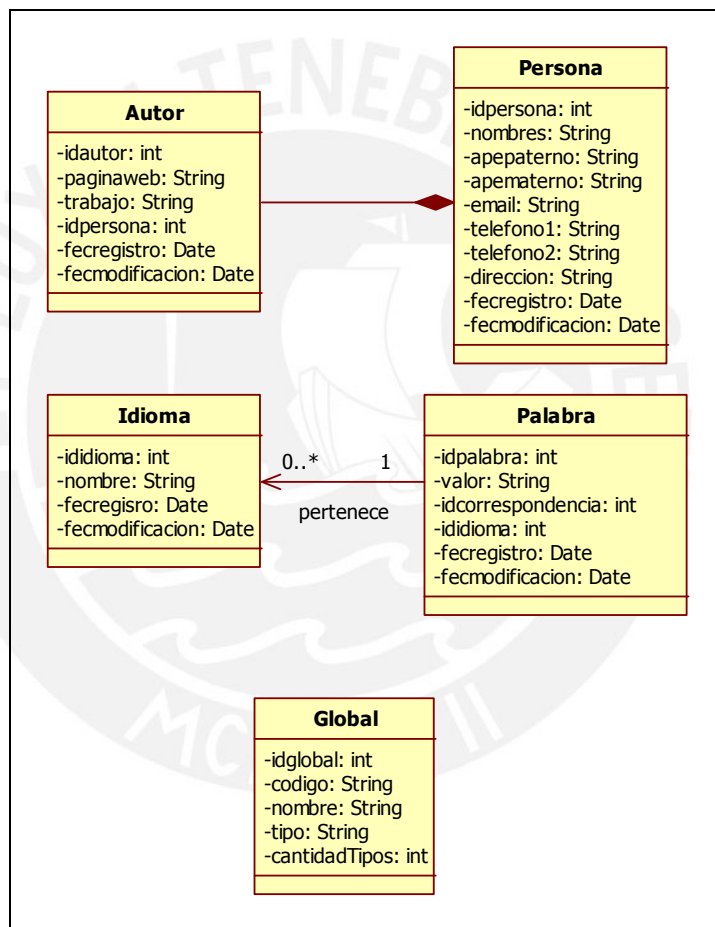 Autor
-idautor: int
-paginaweb: String
-trabajo: String
-idpersona: int
-fecregistro: Date
-fecmodificacion: Date
Persona
-idpersona: int
-nombres: String
-apepaterno: String
-apematerno: String
-email: String
-telefono1: String
-telefono2: String
-direccion: String
-fecregistro: Date
-fecmodificacion: Date
Idioma
-ididioma: int
-nombre: String
-fecregisro: Date
-fecmodificacion: Date
0..* 1
pertenece
Palabra
-idpalabra: int
-valor: String
-idcorrespondencia: int
-ididioma: int
-fecregistro: Date
-fecmodificacion: Date
Global
-idglobal: int
-codigo: String
-nombre: String
-tipo: String
-cantidadTipos: int